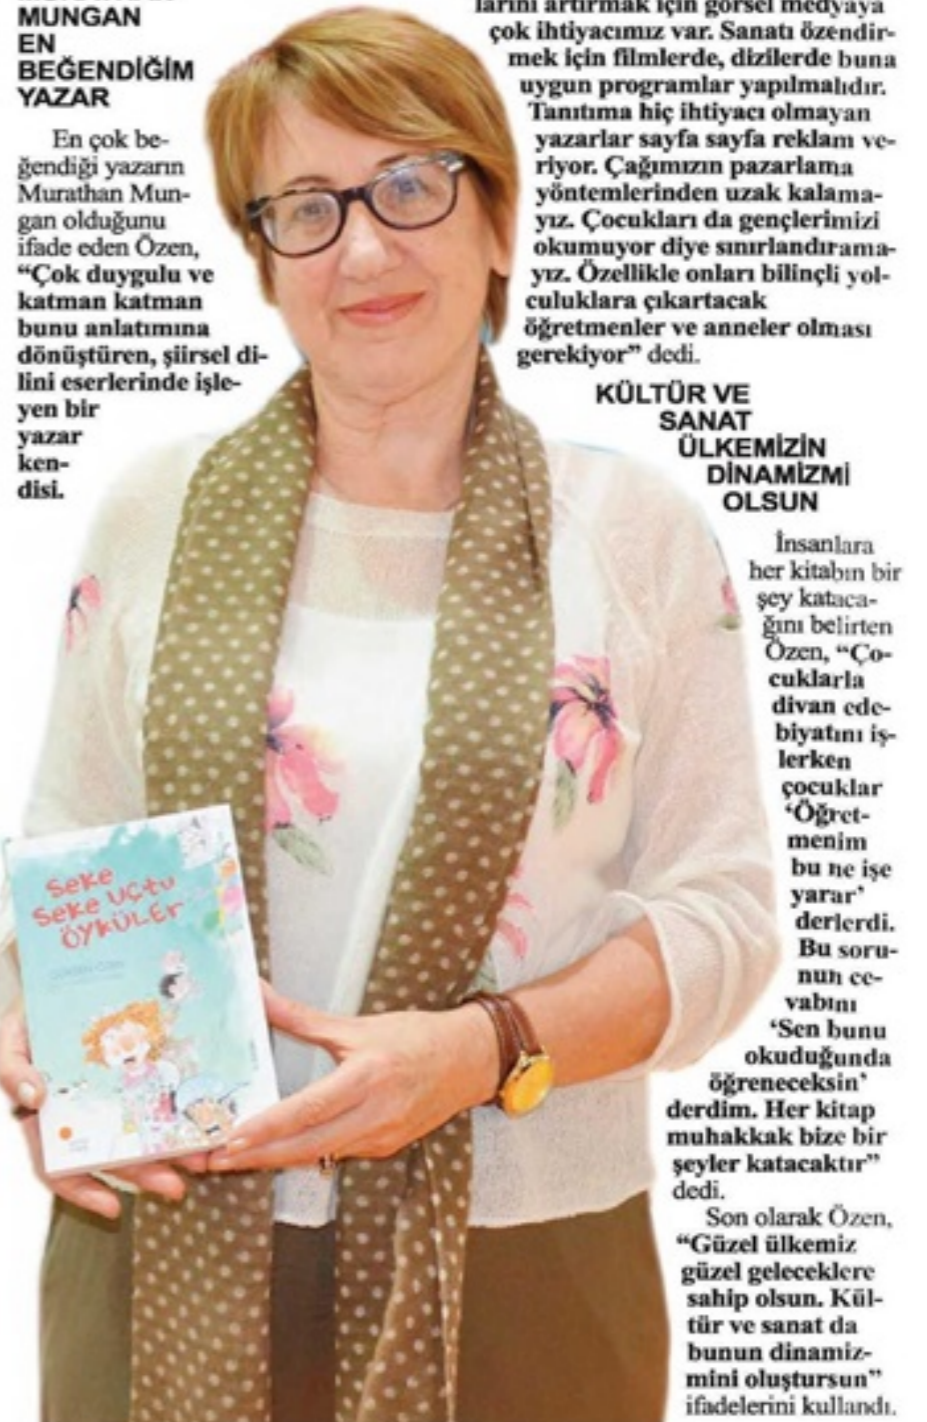 MUNGAN
EN
BEĞENDİĞİM
YAZAR
En çok be-
ğendiği yazarın
Murathan Mun-
gan olduğunu
ifade eden Özen,
“Çok duygulu ve
katman katman
bunu anlatımına
dönüştüren, şiirsel di-
lini eserlerinde işle-
yen bir
yazar
ken-
disi.
larını artırmak için görsel medyaya
çok ihtiyacımız var. Sanatı özendir-
mek için filmlerde, dizilerde buna
uygun programlar yapılmalıdır.
Tanıtıma hiç ihtiyacı olmayan
yazarlar sayfa sayfa reklam ve-
riyor. Çağımızın pazarlama
yöntemlerinden uzak kalama-
yız. Çocukları da gençlerimizi
okumuyor diye sınırlandırama-
yız. Özellikle onları bilinçli yol-
culuklara çıkartacak
öğretmenler ve anneler olması
gerekiyor” dedi.
KÜLTÜR VE
SANAT
ÜLKEMİZİN
DİNAMİZMİ
OLSUN
İnsanlara
her kitabın bir
şey kataca-
ğını belirten
Özen, “Ço-
cuklarla
divan ede-
biyatını iş-
lerken
çocuklar
‘Öğret-
menim
bu ne işe
yarar’
derlerdi.
Bu soru-
nun ce-
vabını
‘Sen bunu
okuduğunda
öğreneceksin’
derdim. Her kitap
muhakkak bize bir
şeyler katacaktır”
dedi.
Son olarak Özen,
“Güzel ülkemiz
güzel geleceklere
sahip olsun. Kül-
tür ve sanat da
bunun dinamiz-
mini oluştursun”
ifadelerini kullandı.
seke
seke uçtu
ÖYKÜLER